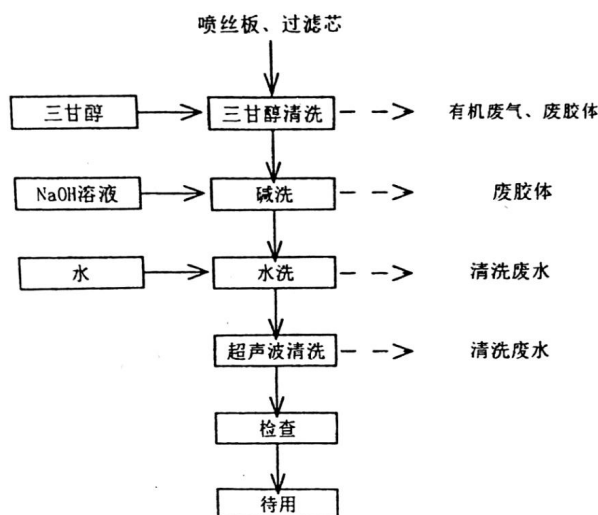 喷丝板、过滤芯
三甘醇
三甘醇清洗
有机废气、废胶体
NaOH溶液
碱洗
废胶体
水
水洗
清洗废水
超声波清洗
清洗废水
检查
待用